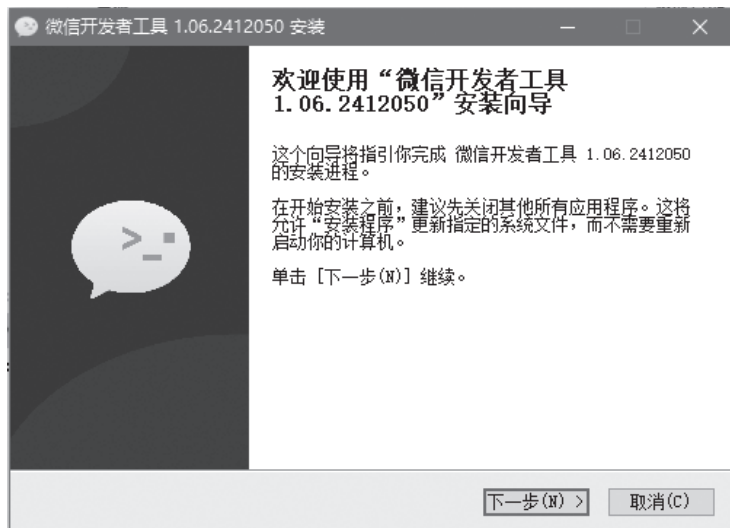 微信开发者工具 1.06.2412050 安装
欢迎使用“微信开发者工具
1.06.2412050”安装向导
这个向导将指引你完成 微信开发者工具 1.06.2412050
的安装进程。
在开始安装之前，建议先关闭其他所有应用程序。这将
允许“安装程序”更新指定的系统文件，而不需要重新
启动你的计算机。
单击 [下一步(N)] 继续。
下一步(N) >
取消(C)